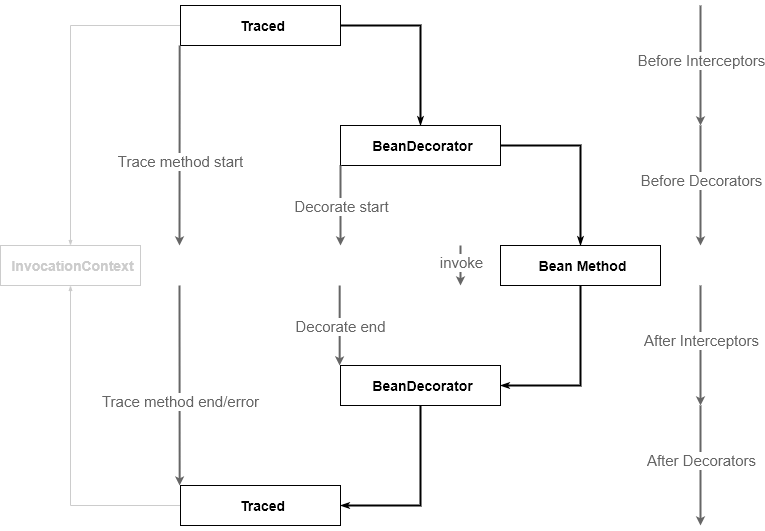 Traced
Before Interceptors
BeanDecorator
Trace method start
Before Decorators
Decorate start
invoke
InvocationContext
Bean Method
Decorate end
After Interceptors
BeanDecorator
Trace method end/error
After Decorators
Traced